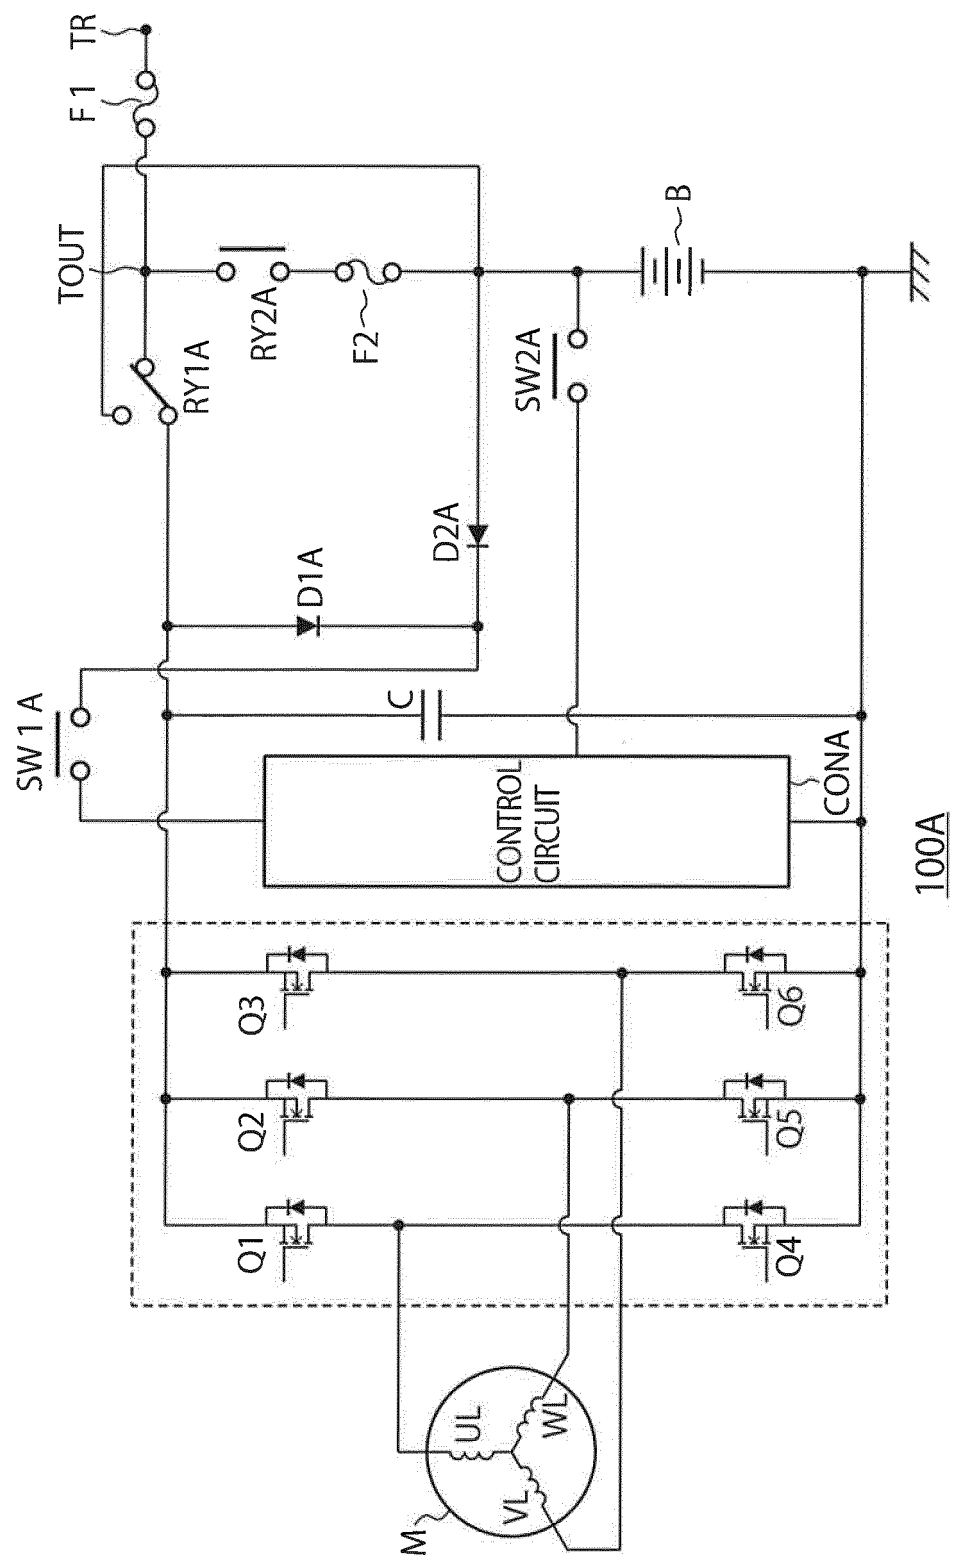 TR
F1
TOUT
RY1A
RY2A
F2
B
SW2A
D2A
D1A
SW1A
C
CONTROL
CIRCUIT
CONA
100A
Q3
Q6
Q2
Q5
Q1
Q4
UL
WL
VL
M